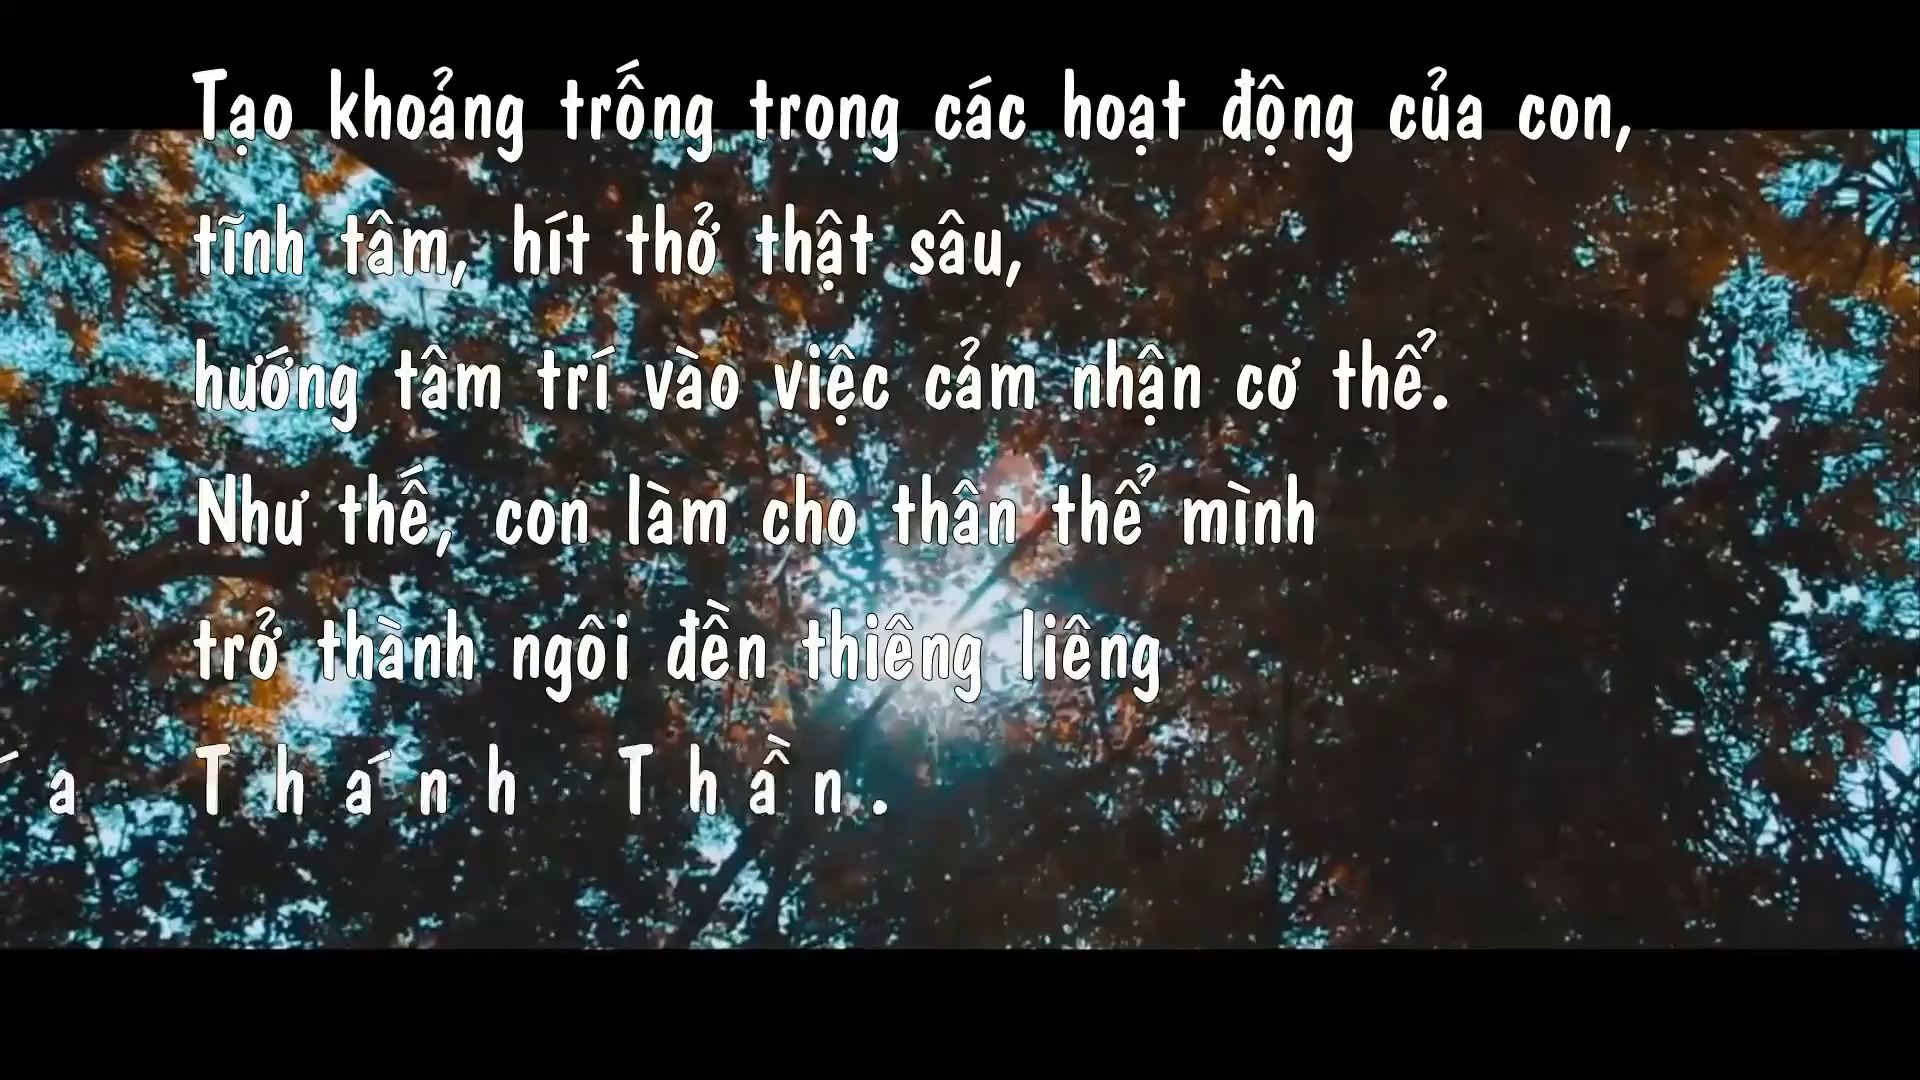 Tạo khoảng trống trong các hoạt động của con,
tĩnh tâm, hít thở thật sâu,
hướng tâm trí vào việc cảm nhận cơ thể.
Như thế, con làm cho thân thể mình
trở thành ngôi đền thiêng liêng
Thánh Thần.